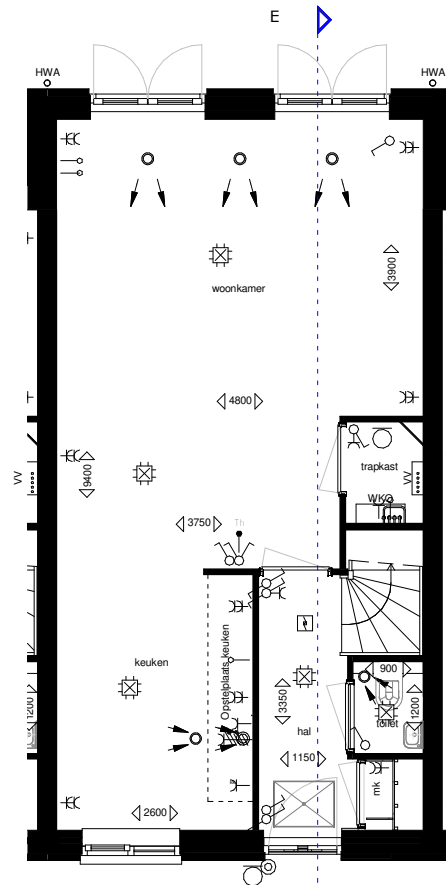 E
HWA
HWA
woonkamer
3900
4800
trapkast
VV
VV
WKO
9400
3750
Th
keuken
Opstelplaats keuken
900
1200
1200
toilet
3350
hal
1150
mk
2600